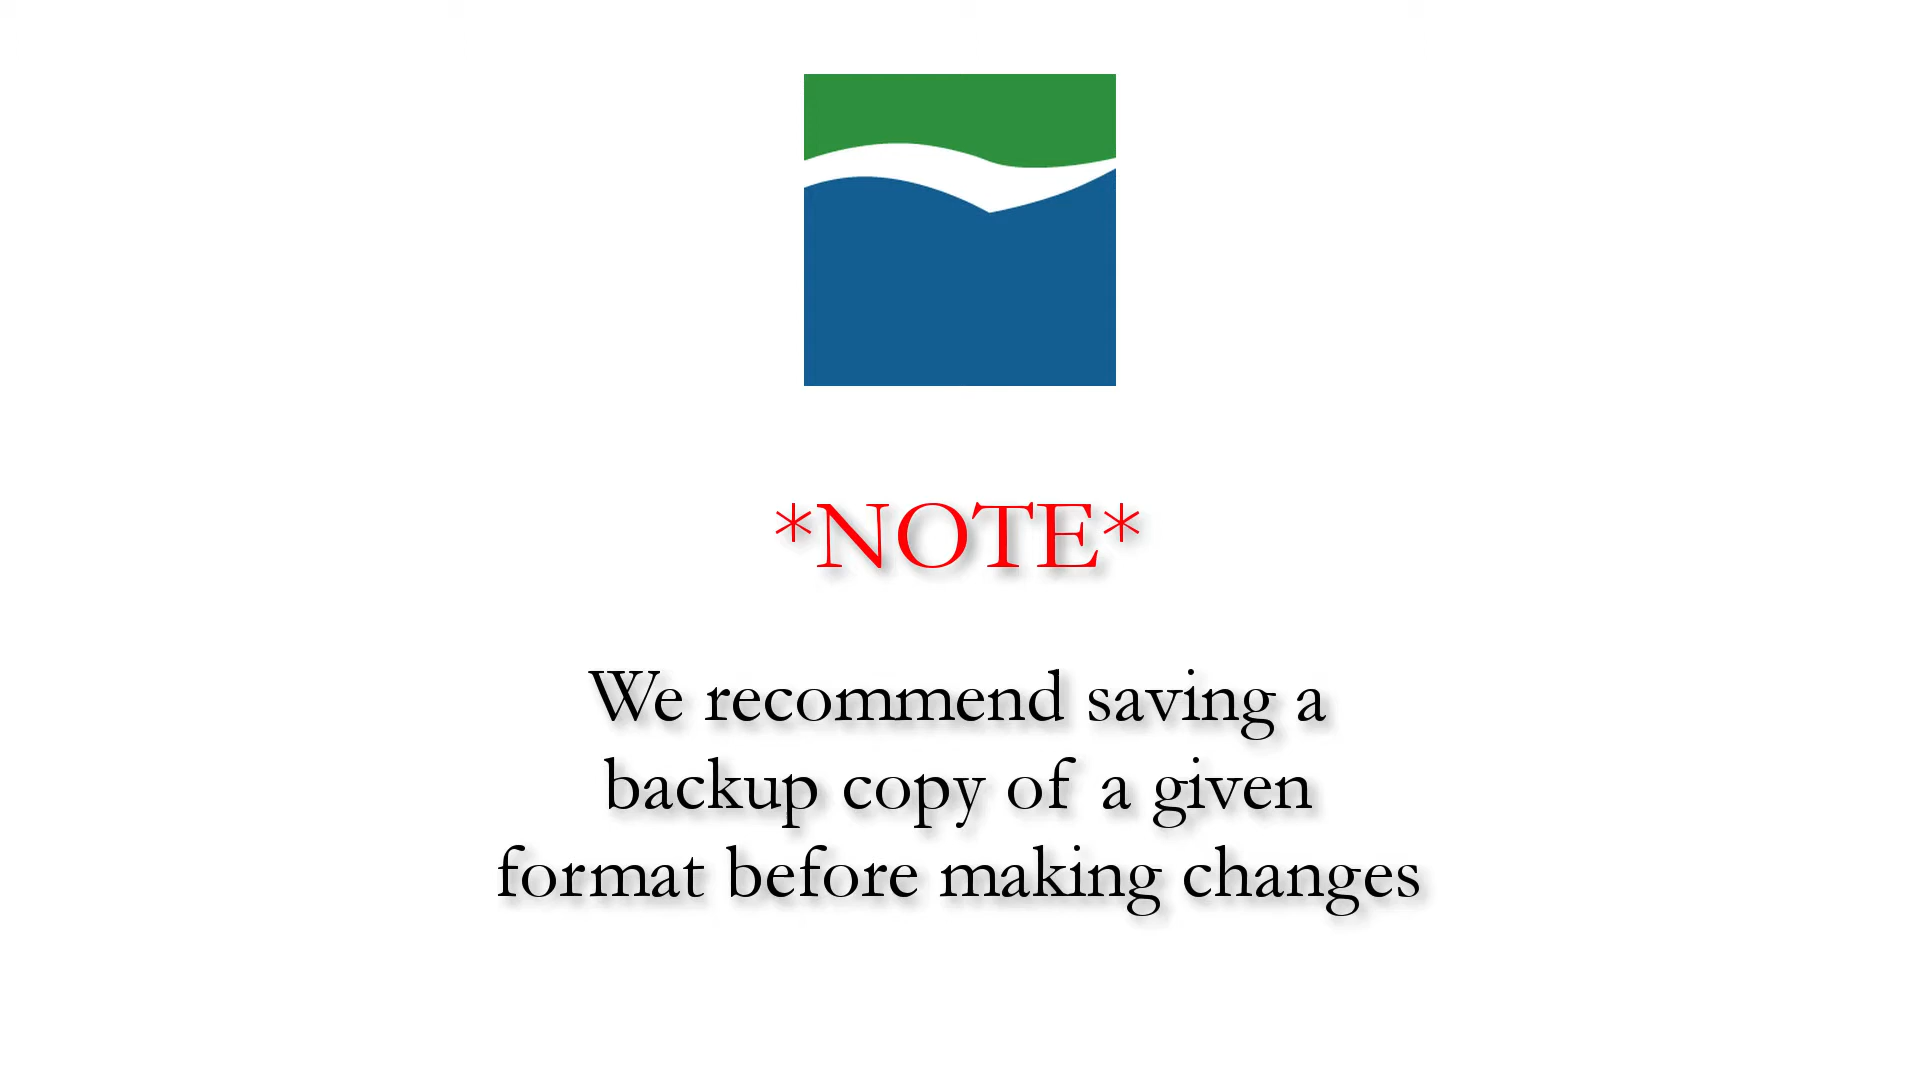 *NOTE*
We recommend saving a
backup copy of a given
format before making changes